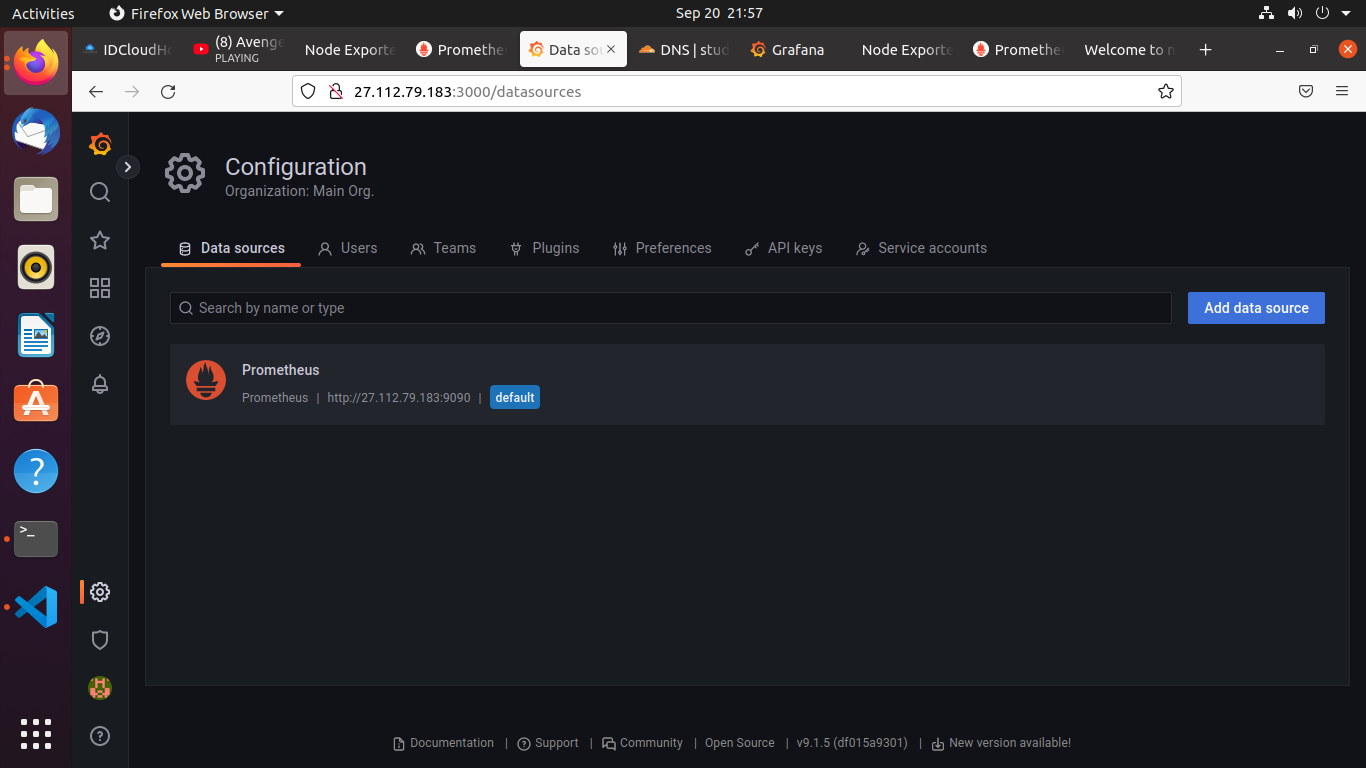 Activities Firefox Web Browser Sep 20 21:57
IDCloudHo (8) Avenge PLAYING Node Exporte Promethe Data so DNS | stud Grafana Node Exporte Promethe Welcome to n
27.112.79.183:3000/datasources
Configuration
Organization: Main Org.
Data sources Users Teams Plugins Preferences API keys Service accounts
Search by name or type Add data source
Prometheus
Prometheus | http://27.112.79.183:9090 | default
>_
?
Documentation | Support | Community | Open Source | v9.1.5 (df015a9301) | New version available!